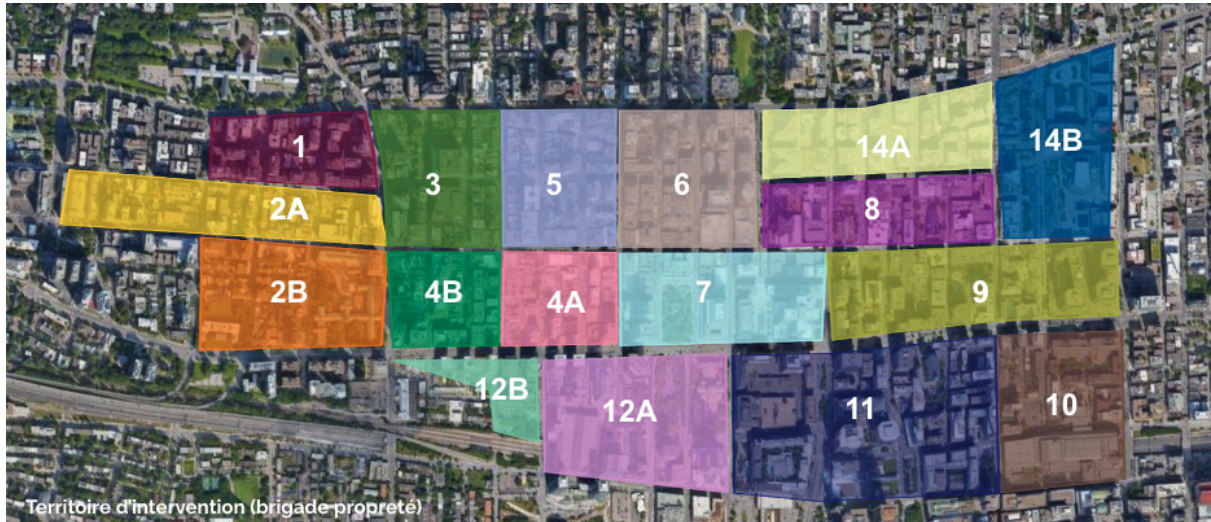 1
14A
14B
3
5
6
2A
8
2B
4B
4A
7
9
12B
12A
11
10
Territoire d'intervention (brigade-propreté)